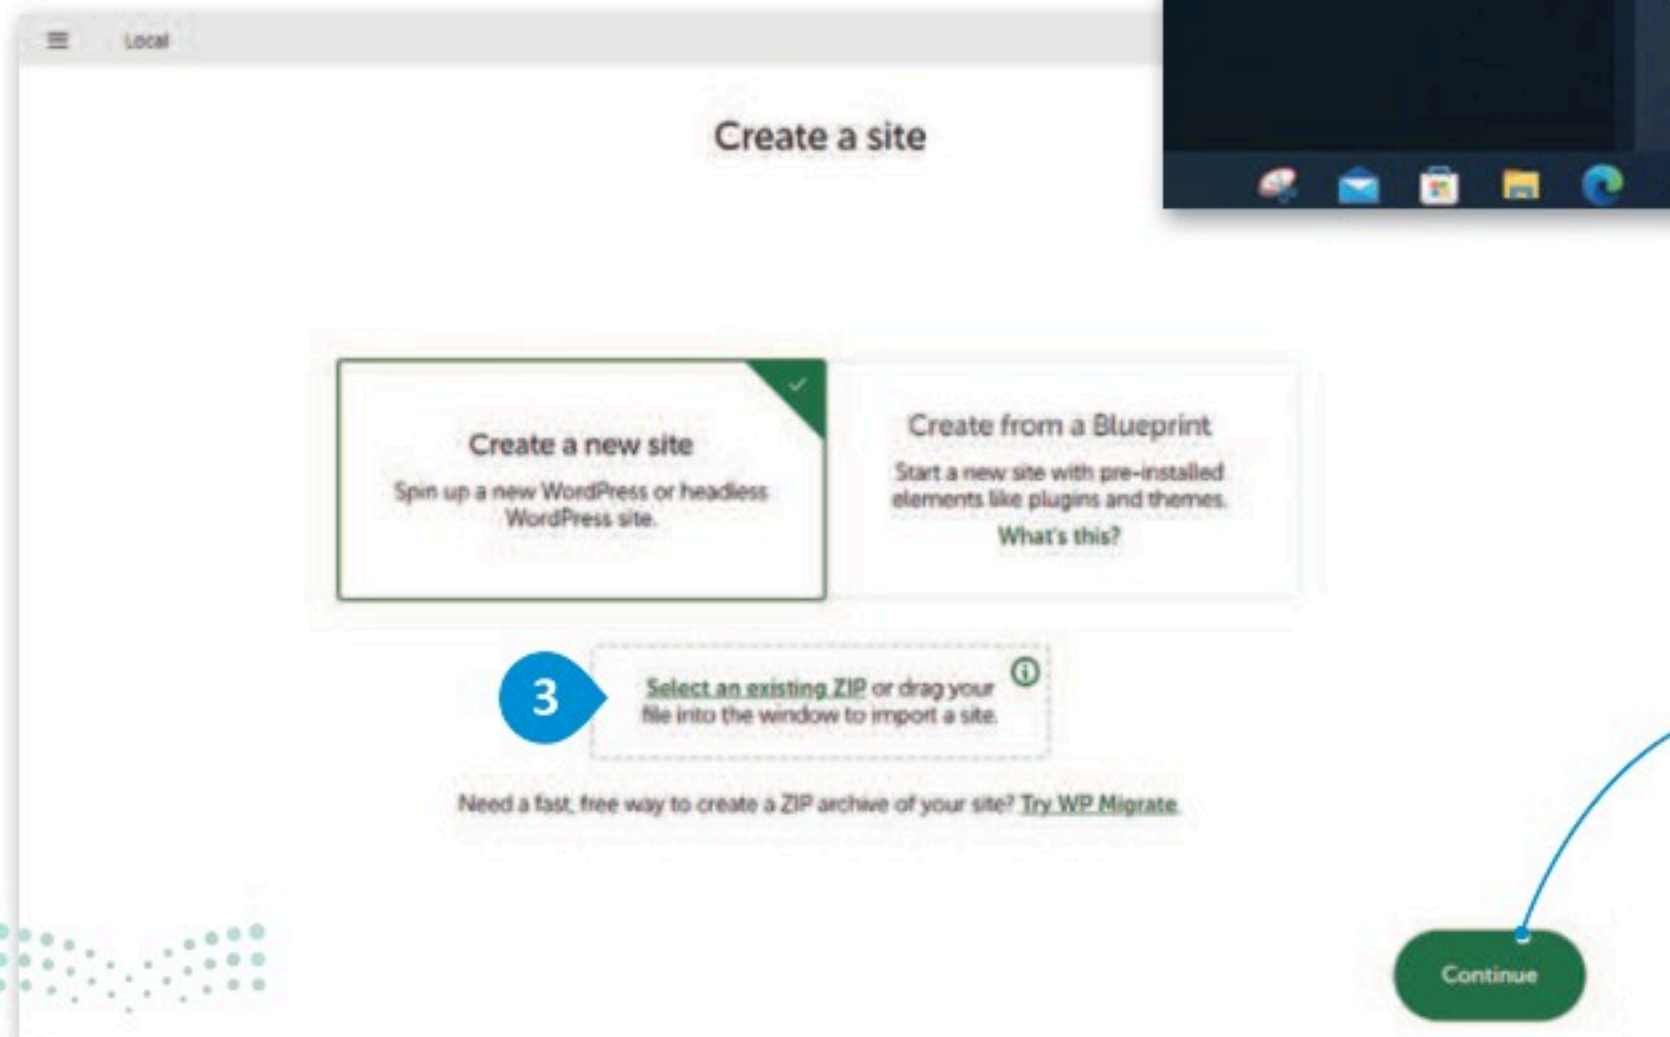 Local
Create a site
Create a new site
Spin up a new WordPress or headless
WordPress site.
Create from a Blueprint
Start a new site with pre-installed
elements like plugins and themes.
What's this?
3
Select an existing ZIP or drag your
file into the window to import a site.
Need a fast, free way to create a ZIP archive of your site? Try WP Migrate.
Continue